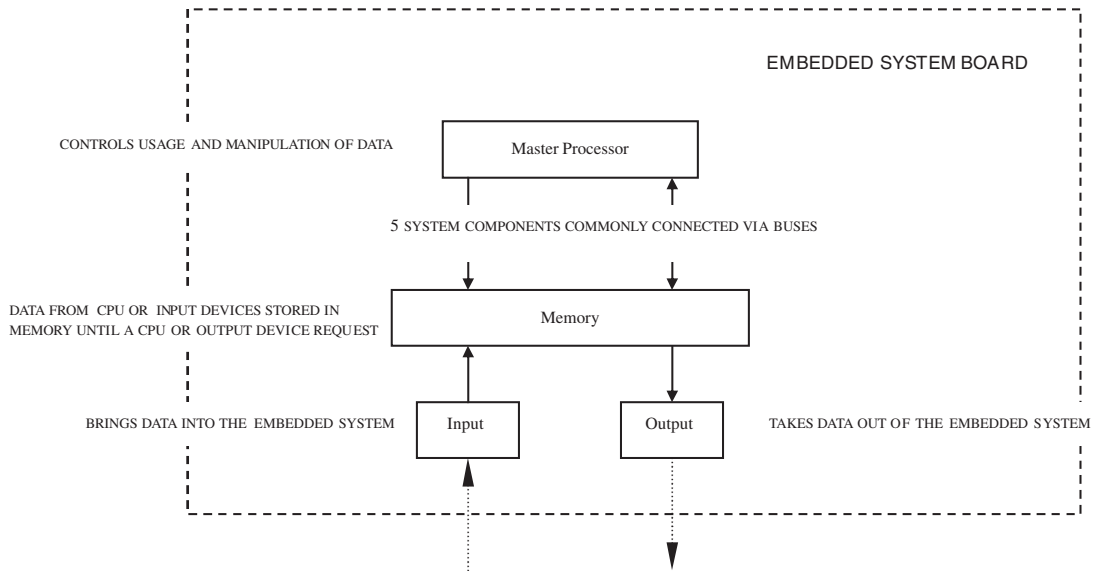 EMBEDDED SYSTEM BOARD
CONTROLS USAGE AND MANIPULATION OF DATA
Master Processor
5 SYSTEM COMPONENTS COMMONLY CONNECTED VIA BUSES
DATA FROM CPU OR INPUT DEVICES STORED IN
MEMORY UNTIL A CPU OR OUTPUT DEVICE REQUEST
Memory
BRINGS DATA INTO THE EMBEDDED SYSTEM
Input
Output
TAKES DATA OUT OF THE EMBEDDED SYSTEM